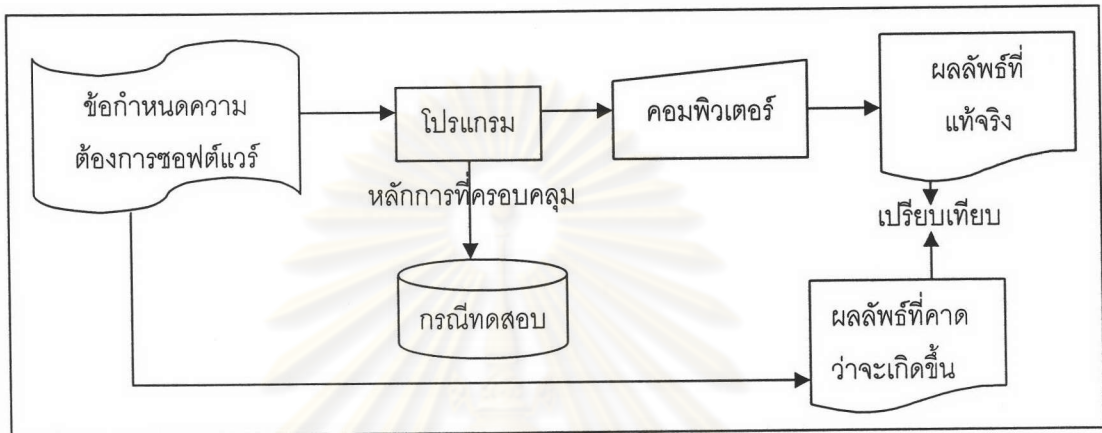 ข้อกำหนดความ
ต้องการซอฟต์แวร์
โปรแกรม
คอมพิวเตอร์
ผลลัพธ์ที่
แท้จริง
หลักการที่ครอบคลุม
เปรียบเทียบ
กรณีทดสอบ
ผลลัพธ์ที่คาด
ว่าจะเกิดขึ้น